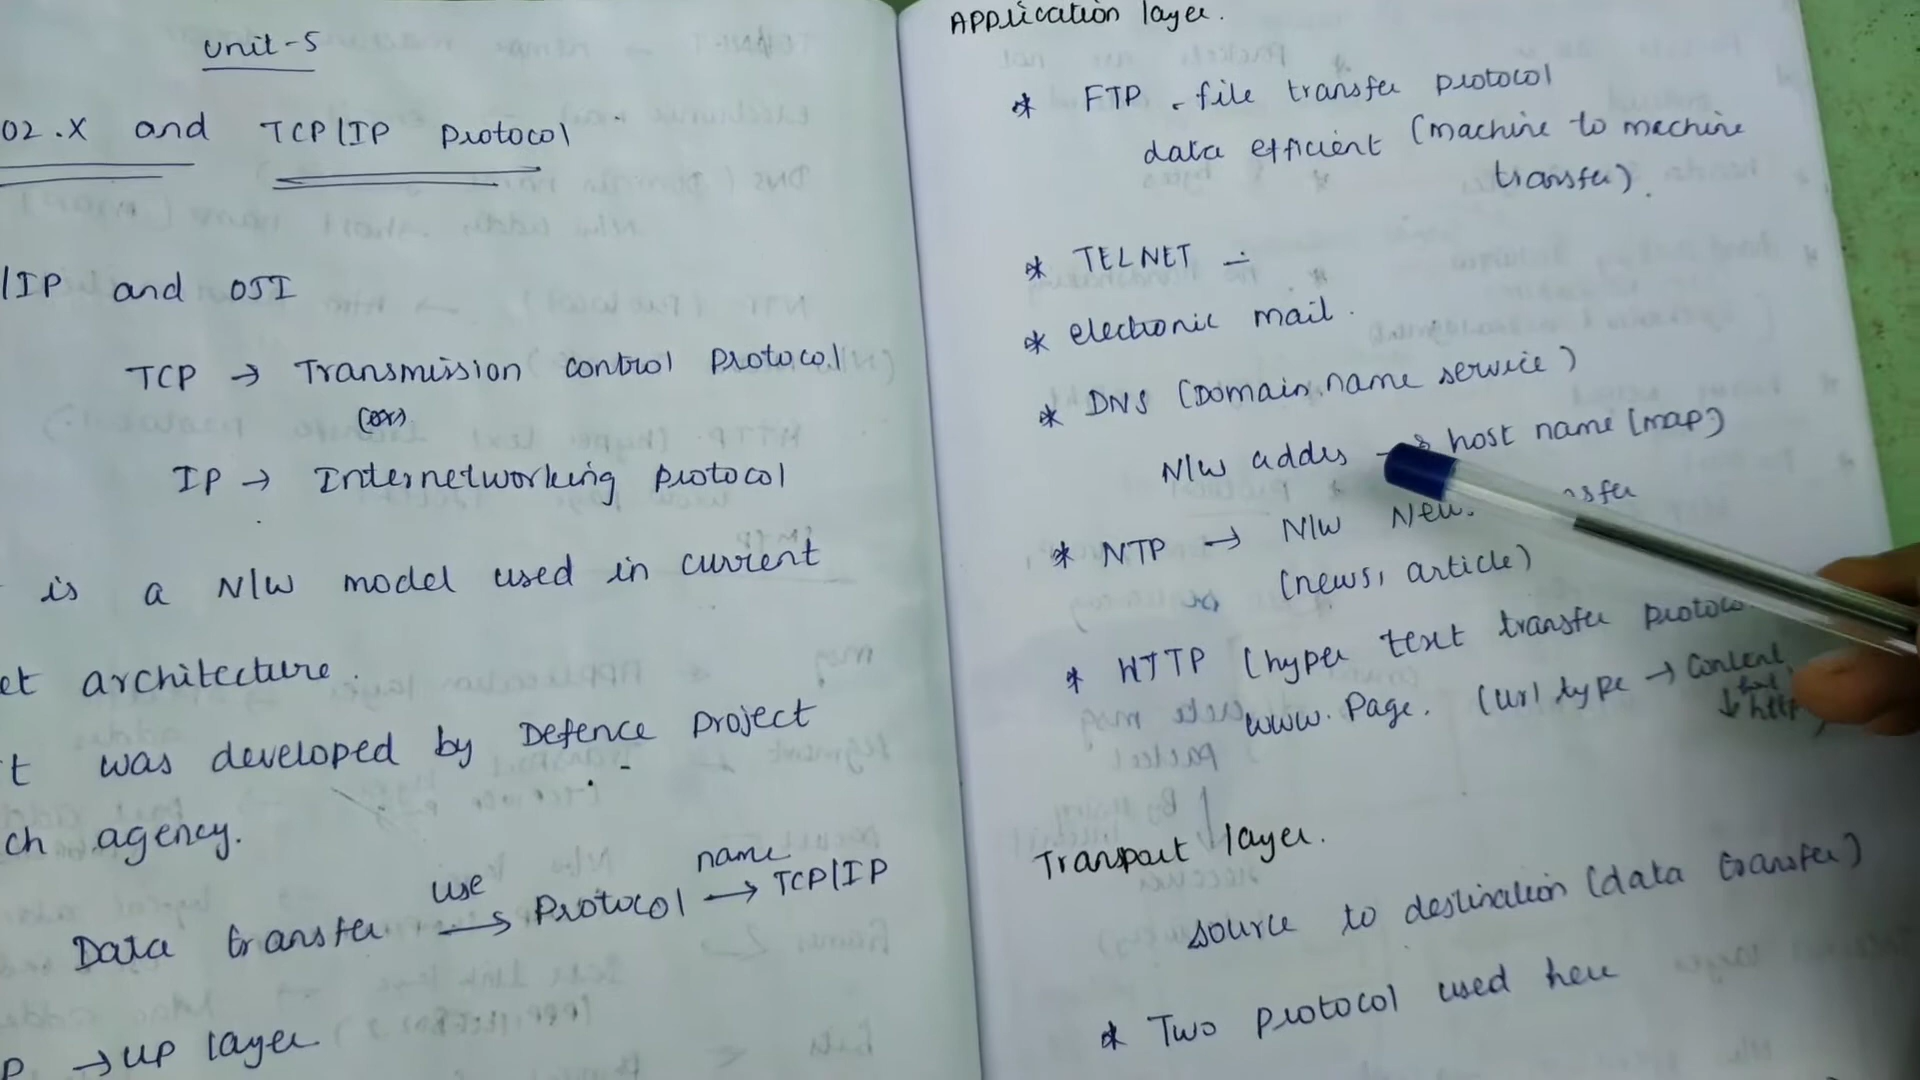 Unit-5
02.X and TCP/IP Protocol
/IP and OSI
TCP → Transmission control Protocol
(or)
IP → Internetworking protocol
is a N/W model used in current
et architecture.
t was developed by Defence Project
ch agency.
Data transfer use → Protocol name → TCP/IP
P → up layer
Application layer.
* FTP - file transfer protocol
data efficient (machine to machine
transfer).
* TELNET -
* electronic mail.
* DNS (Domain name service)
N/W addrs → host name (map)
* NTP → N/W New
(news, article)
* HTTP (hyper text transfer protoco
www. Page. (url type → Content
↓ http
Transport layer.
source to destination (data transfer)
* Two protocol used here